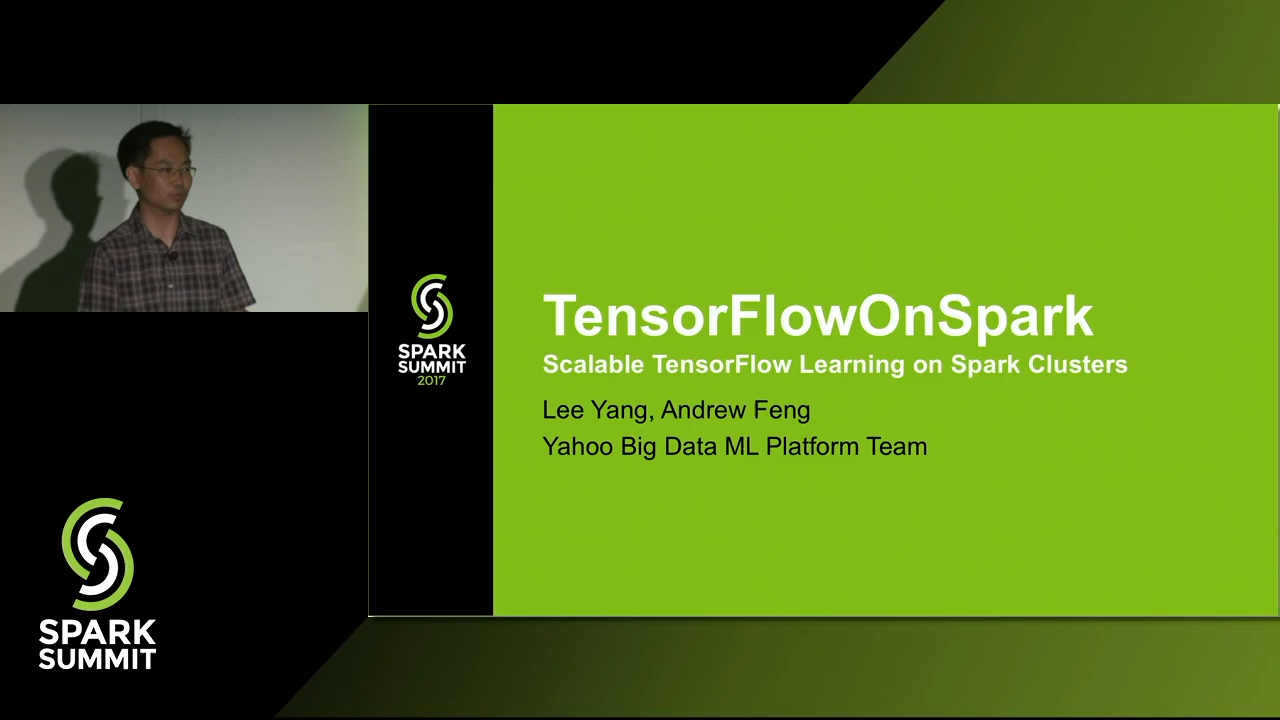 SPARK
SUMMIT
2017
TensorFlowOnSpark
Scalable TensorFlow Learning on Spark Clusters
Lee Yang, Andrew Feng
Yahoo Big Data ML Platform Team
SPARK
SUMMIT